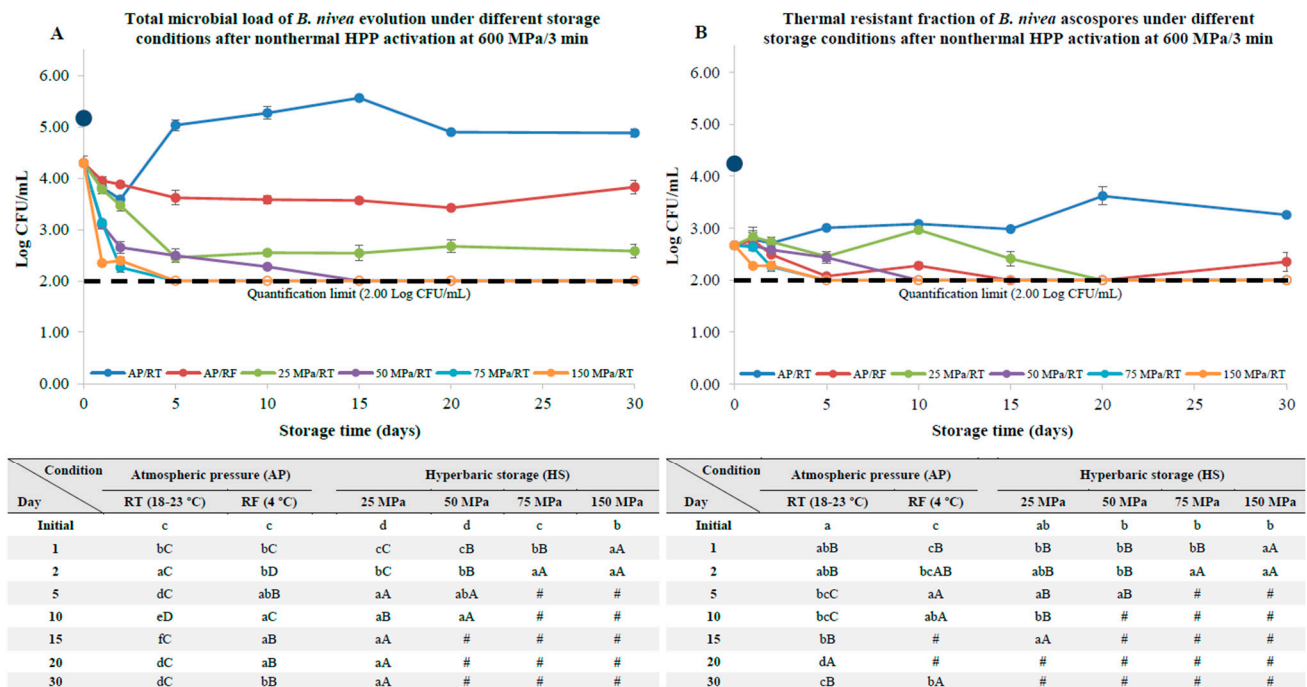 A
Total microbial load of B. nivea evolution under different storage
conditions after nonthermal HPP activation at 600 MPa/3 min
6.00
5.00
4.00
3.00
2.00
1.00
0.00
Log CFU/mL
Quantification limit (2.00 Log CFU/mL)
AP/RT AP/RF 25 MPa/RT 50 MPa/RT 75 MPa/RT 150 MPa/RT
0 5 10 15 20 25 30
Storage time (days)
B
Thermal resistant fraction of B. nivea ascospores under different
storage conditions after nonthermal HPP activation at 600 MPa/3 min
6.00
5.00
4.00
3.00
2.00
1.00
0.00
Log CFU/mL
Quantification limit (2.00 Log CFU/mL)
AP/RT AP/RF 25 MPa/RT 50 MPa/RT 75 MPa/RT 150 MPa/RT
0 5 10 15 20 25 30
Storage time (days)
Condition Atmospheric pressure (AP) Hyperbaric storage (HS)
Day RT (18-23 °C) RF (4 °C) 25 MPa 50 MPa 75 MPa 150 MPa
Initial c c d d c b
1 bC bC cC cB bB aA
2 aC bD bC bB aA aA
5 dC abB aA abA # #
10 eD aC aB aA # #
15 fC aB aA # # #
20 dC aB aA # # #
30 dC bB aA # # #
Condition Atmospheric pressure (AP) Hyperbaric storage (HS)
Day RT (18-23 °C) RF (4 °C) 25 MPa 50 MPa 75 MPa 150 MPa
Initial a c ab b b b
1 abB cB bB bB bB aA
2 abB bcAB abB bB aA aA
5 bcC aA aB aB # #
10 bcC abA bB # # #
15 bB # aA # # #
20 dA # # # # #
30 cB bA # # # #